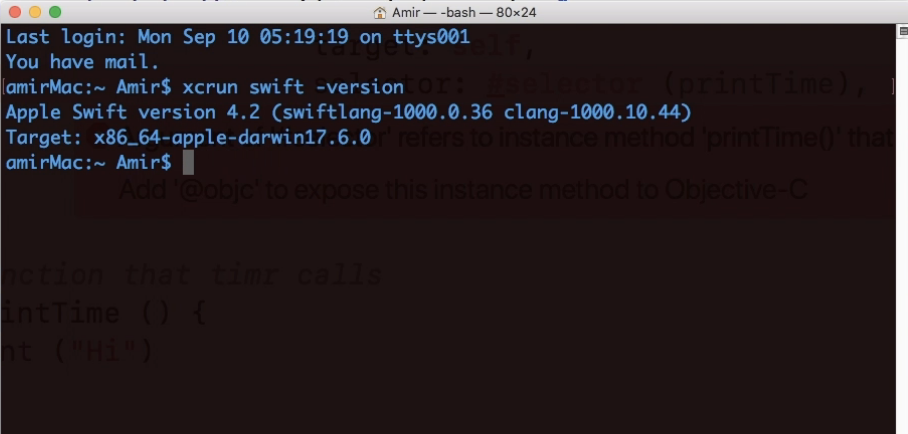 Amir — -bash — 80×24
Last login: Mon Sep 10 05:19:19 on ttys001
target: self,
You have mail.
selector: #selector (printTime),
[amirMac:~ Amir$ xcrun swift -version]
Apple Swift version 4.2 (swiftlang-1000.0.36 clang-1000.10.44)
Target: x86_64-apple-darwin17.6.0
refers to instance method 'printTime()' that
amirMac:~ Amir$
Add '@objc' to expose this instance method to Objective-C
nction that timr calls
intTime () {
nt ("Hi")